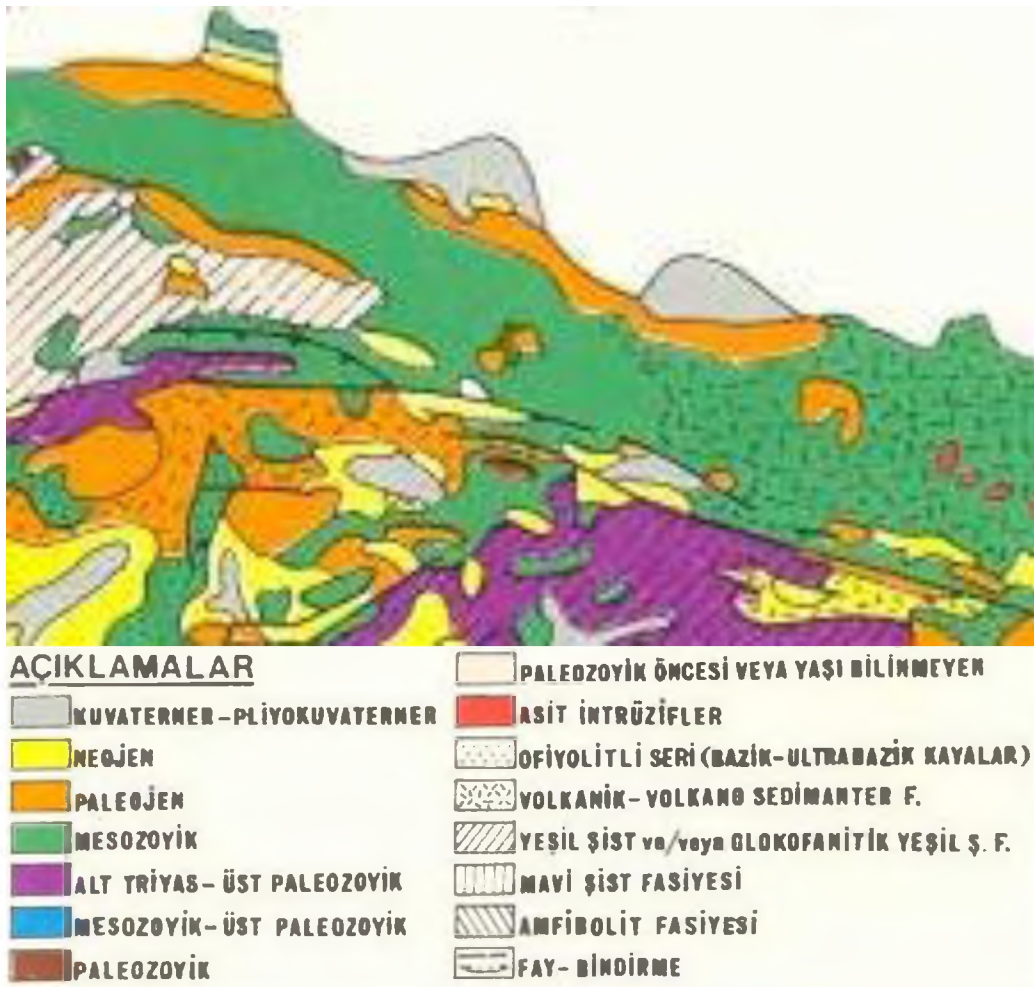 AÇIKLAMALAR
KUVATERNER-PLİYOKUVATERNER
NEOJEN
PALEOJEN
MESOZOYİK
ALT TRİYAS-ÜST PALEOZOYİK
MESOZOYİK-ÜST PALEOZOYİK
PALEOZOYİK
PALEOZOYİK ÖNCESİ VEYA YAŞI BİLİNMEYEN
ASİT İNTRÜZİFLER
OFİYOLİTLİ SERİ (BAZİK-ULTRABAZİK KAYALAR)
VOLKANİK-VOLKANO SEDİMANTER F.
YEŞİL ŞİST ve/veya GLOKOFANİTİK YEŞİL Ş. F.
MAVİ ŞİST FASİYESİ
AMFİBOLİT FASİYESİ
FAY-BİNDİRME